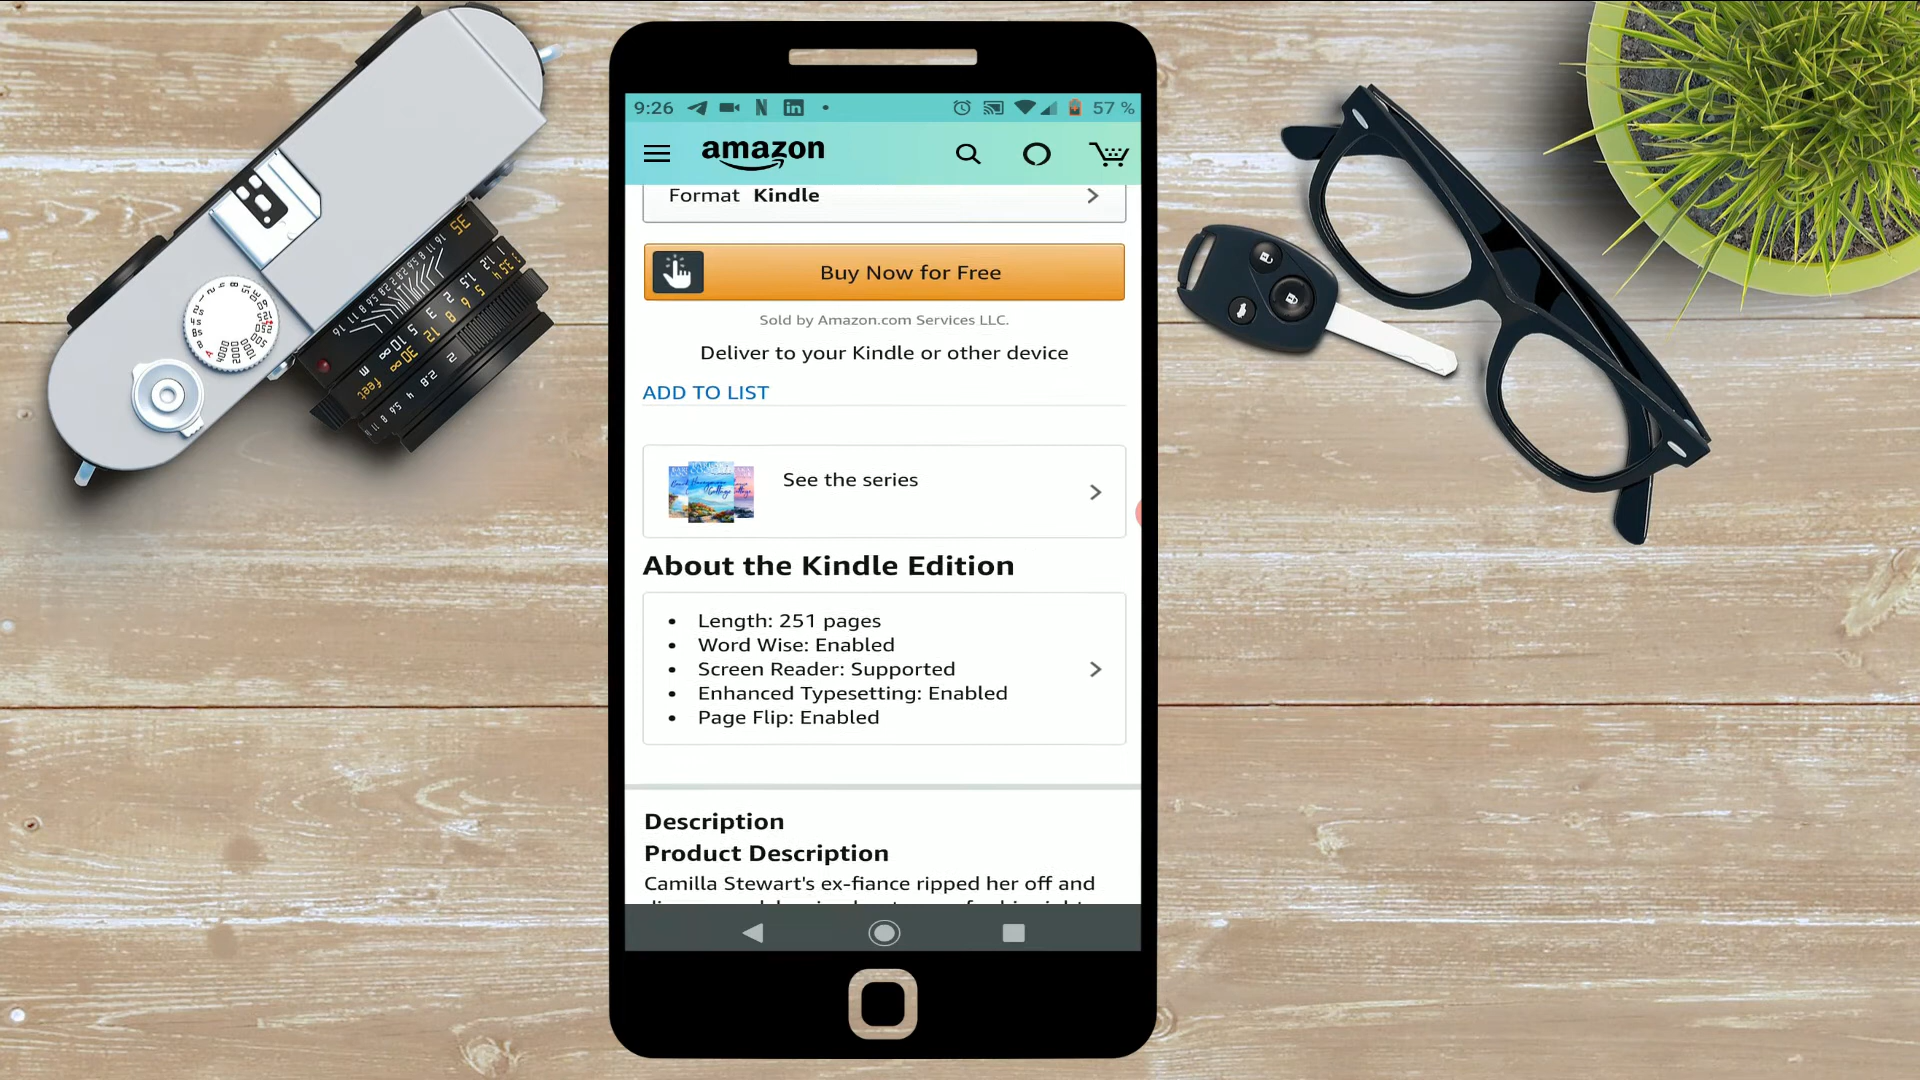 9:26 N in 57 %
amazon
Format Kindle
Buy Now for Free
Sold by Amazon.com Services LLC.
Deliver to your Kindle or other device
ADD TO LIST
See the series
About the Kindle Edition
• Length: 251 pages
• Word Wise: Enabled
• Screen Reader: Supported
• Enhanced Typesetting: Enabled
• Page Flip: Enabled
Description
Product Description
Camilla Stewart's ex-fiance ripped her off and